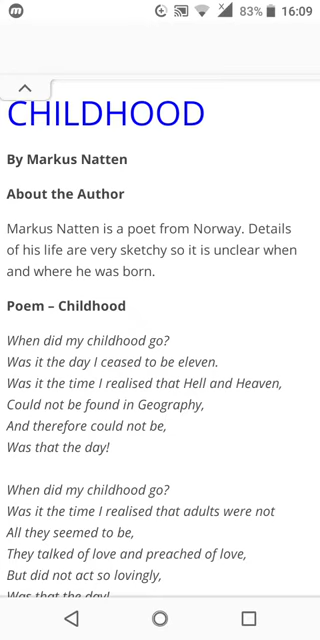 83% 16:09
CHILDHOOD
By Markus Natten
About the Author
Markus Natten is a poet from Norway. Details
of his life are very sketchy so it is unclear when
and where he was born.
Poem – Childhood
When did my childhood go?
Was it the day I ceased to be eleven.
Was it the time I realised that Hell and Heaven,
Could not be found in Geography,
And therefore could not be,
Was that the day!
When did my childhood go?
Was it the time I realised that adults were not
All they seemed to be,
They talked of love and preached of love,
But did not act so lovingly,
Was that the day!